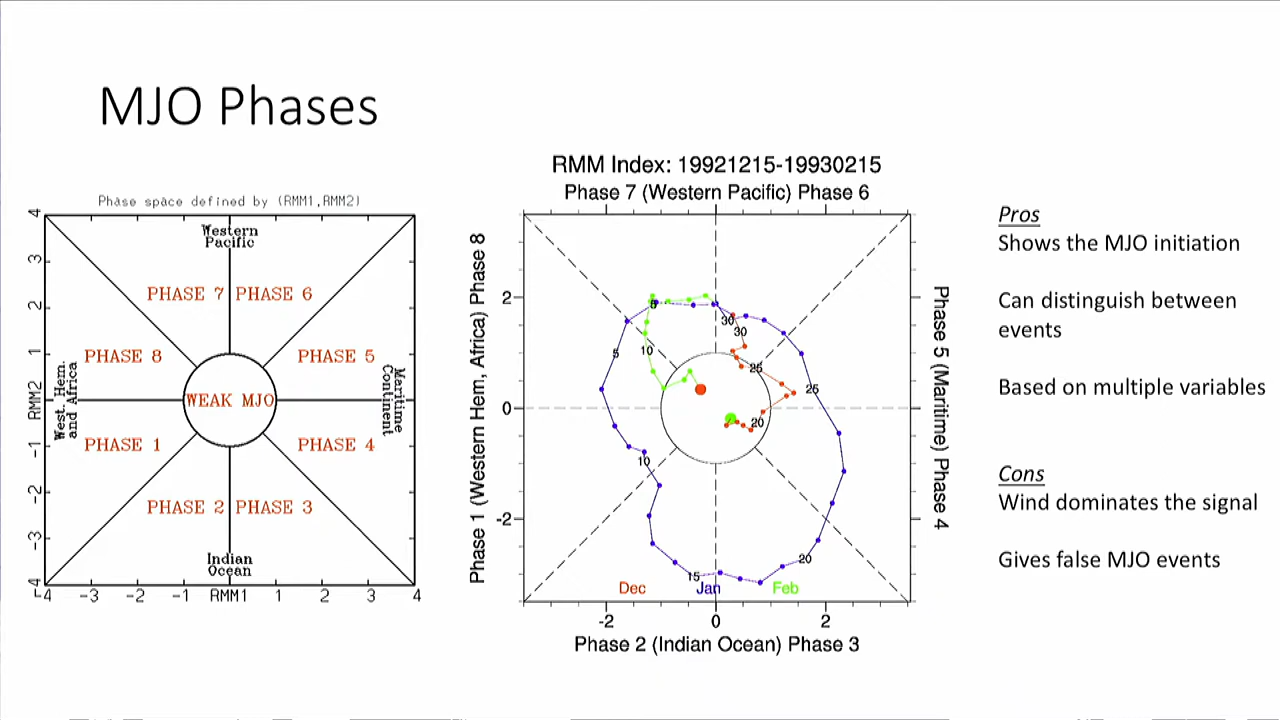 MJO Phases
Phase space defined by (RMM1,RMM2)
4
3
2
1
RMM2
-1
-2
-3
-4
Western
Pacific
PHASE 7
PHASE 6
PHASE 8
PHASE 5
West. Hem.
and Africa
WEAK MJO
Maritime
Continent
PHASE 1
PHASE 4
PHASE 2
PHASE 3
Indian
Ocean
-4
-3
-2
-1
RMM1
1
2
3
4
RMM Index: 19921215-19930215
Phase 7 (Western Pacific) Phase 6
Phase 1 (Western Hem, Africa) Phase 8
2
0
-2
5
10
30
30
5
10
25
25
20
10
15
20
Dec
Jan
Feb
Phase 5 (Maritime) Phase 4
-2
0
2
Phase 2 (Indian Ocean) Phase 3
Pros
Shows the MJO initiation
Can distinguish between
events
Based on multiple variables
Cons
Wind dominates the signal
Gives false MJO events